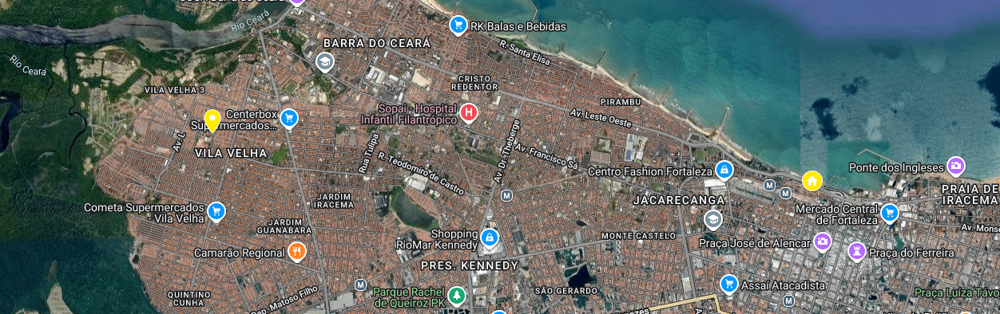 Rio Ceará
RK Balas e Bebidas
BARRA DO CEARÁ
R. Santa Elisa
Rio Ceará
CRISTO
REDENTOR
VILA VELHA 3
PIRAMBU
Sopai - Hospital
Infantil Filantrópico
H
Centerbox
Supermercados...
Av. Leste Oeste
Av. L
VILA VELHA
Rua Tulipa
Av. Dr. Theberge
Av. Francisco Sá
R. Teodomiro de Castro
Centro Fashion Fortaleza
Ponte dos Ingleses
M
M
M
PRAIA DE
IRACEMA
JARDIM
IRACEMA
JACARECANGA
Cometa Supermercados
Vila Velha
Mercado Central
de Fortaleza
JARDIM
GUANABARA
Shopping
RioMar Kennedy
MONTE CASTELO
Av. Mons
Praça José de Alencar
Camarão Regional
Praça do Ferreira
PRES. KENNEDY
M
Assaí Atacadista
SÃO GERARDO
Parque Rachel
de Queiroz PK
QUINTINO
CUNHA
Dep. Matoso Filho
M
Praça Luíza Távo